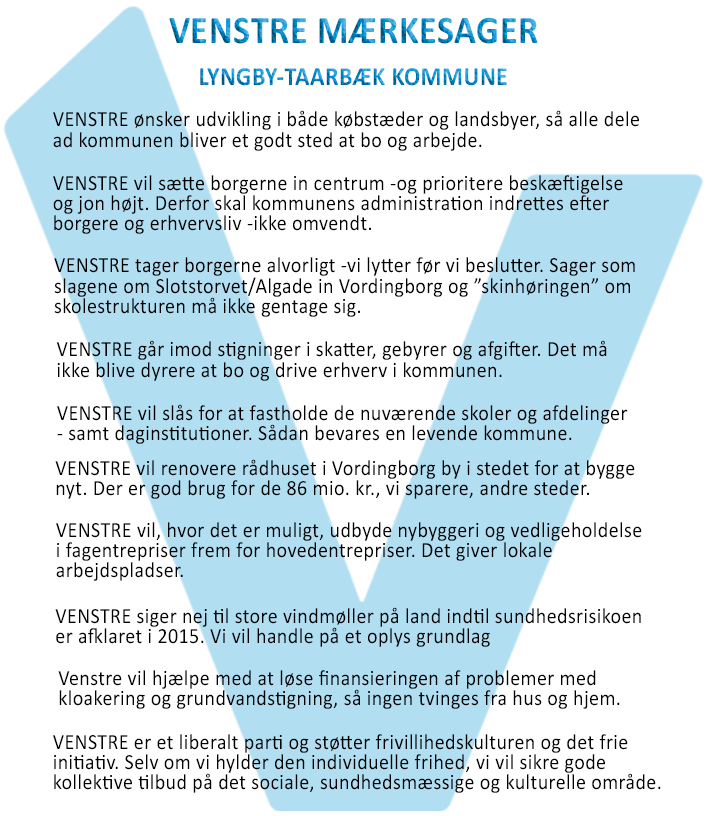 VENSTRE MÆRKESAGER
LYNGBY-TAARBÆK KOMMUNE
VENSTRE ønsker udvikling i både købstæder og landsbyer, så alle dele
ad kommunen bliver et godt sted at bo og arbejde.
VENSTRE vil sætte borgerne in centrum -og prioritere beskæftigelse
og jon højt. Derfor skal kommunens administration indrettes efter
borgere og erhvervsliv -ikke omvendt.
VENSTRE tager borgerne alvorligt -vi lytter før vi beslutter. Sager som
slagene om Slotstorvet/Algade in Vordingborg og ”skinhøringen” om
skolestrukturen må ikke gentage sig.
VENSTRE går imod stigninger i skatter, gebyrer og afgifter. Det må
ikke blive dyrere at bo og drive erhverv i kommunen.
VENSTRE vil slås for at fastholde de nuværende skoler og afdelinger
- samt daginstitutioner. Sådan bevares en levende kommune.
VENSTRE vil renovere rådhuset i Vordingborg by i stedet for at bygge
nyt. Der er god brug for de 86 mio. kr., vi sparere, andre steder.
VENSTRE vil, hvor det er muligt, udbyde nybyggeri og vedligeholdelse
i fagentrepriser frem for hovedentrepriser. Det giver lokale
arbejdspladser.
VENSTRE siger nej til store vindmøller på land indtil sundhedsrisikoen
er afklaret i 2015. Vi vil handle på et oplys grundlag
Venstre vil hjælpe med at løse finansieringen af problemer med
kloakering og grundvandstigning, så ingen tvinges fra hus og hjem.
VENSTRE er et liberalt parti og støtter frivillihedskulturen og det frie
initiativ. Selv om vi hylder den individuelle frihed, vi vil sikre gode
kollektive tilbud på det sociale, sundhedsmæssige og kulturelle område.